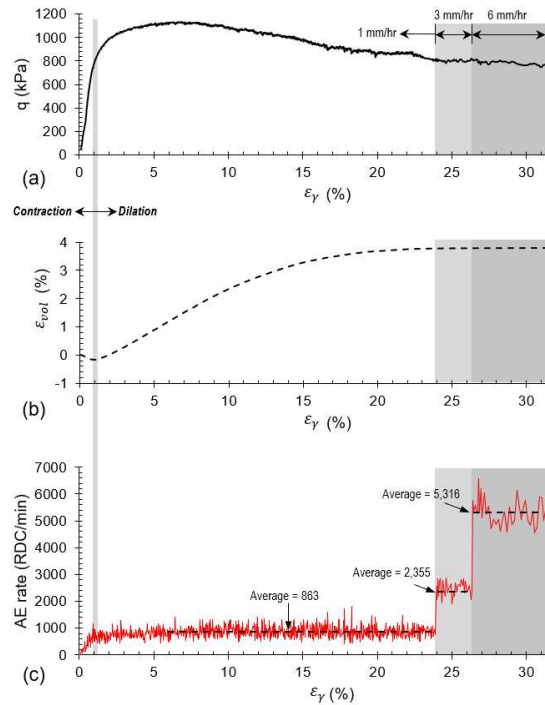 3 mm/hr 6 mm/hr
1 mm/hr
1200
1000
800
600
400
200
0
q (kPa)
0 5 10 15 20 25 30
(a)
εγ (%)
Contraction Dilation
4
3
2
1
0
-1
εvol (%)
0 5 10 15 20 25 30
(b)
εγ (%)
7000
6000
5000
4000
3000
2000
1000
0
AE rate (RDC/min)
Average = 5,316
Average = 2,355
Average = 863
0 5 10 15 20 25 30
(c)
εγ (%)